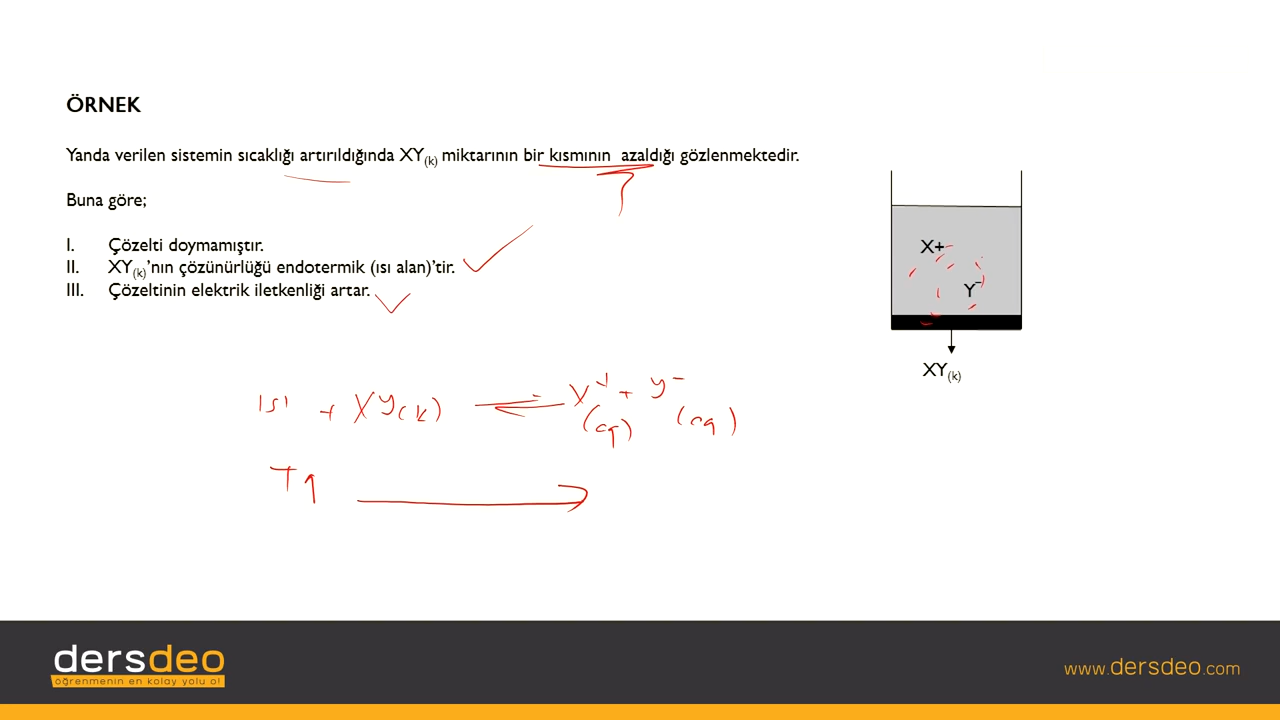 ÖRNEK
Yanda verilen sistemin sıcaklığı artırıldığında XY(k) miktarının bir kısmının azaldığı gözlenmektedir.
Buna göre;
I. Çözelti doymamıştır.
II. XY(k)'nın çözünürlüğü endotermik (ısı alan)'tir.
III. Çözeltinin elektrik iletkenliği artar.
X+
Y⁻
XY(k)
ısı + XY(k) ⇌ X⁺ + Y⁻
(aq) (aq)
T↑
dersdeo
öğrenmenin en kolay yolu o!
www.dersdeo.com